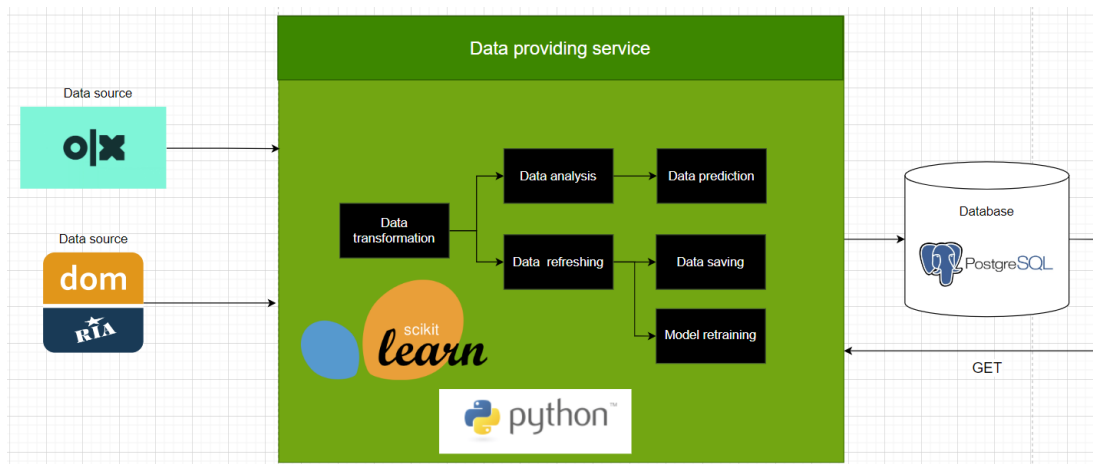 Data providing service
Data source
olx
Data source
dom
RIA
Data
transformation
Data analysis
Data prediction
Data refreshing
Data saving
Model retraining
scikit
learn
python™
Database
PostgreSQL
GET